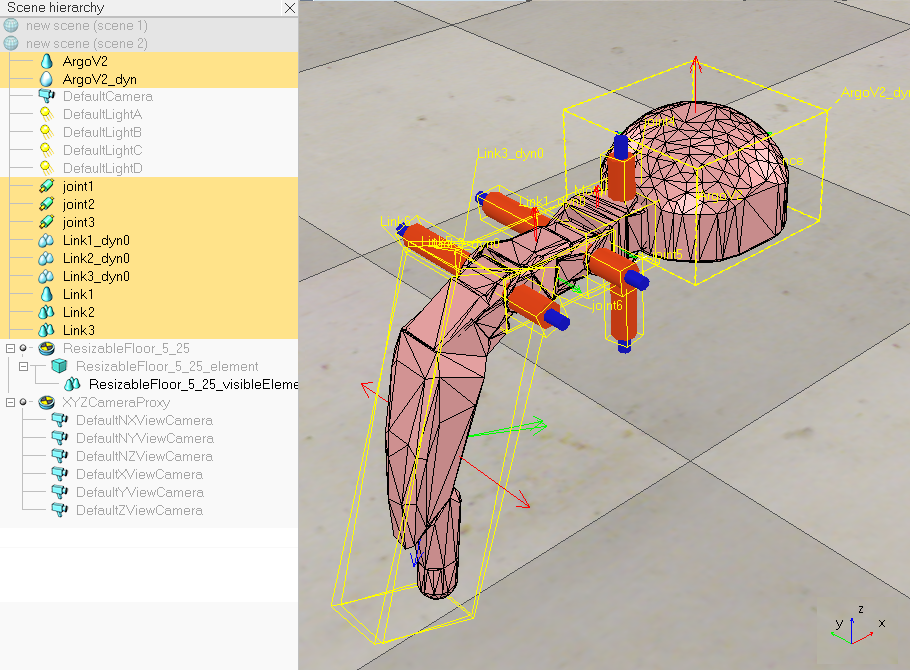 Scene hierarchy
new scene (scene 1)
new scene (scene 2)
ArgoV2
ArgoV2_dyn
DefaultCamera
DefaultLightA
DefaultLightB
DefaultLightC
DefaultLightD
joint1
joint2
joint3
Link1_dyn0
Link2_dyn0
Link3_dyn0
Link1
Link2
Link3
ResizableFloor_5_25
ResizableFloor_5_25_element
ResizableFloor_5_25_visibleEleme
XYZCameraProxy
DefaultNXViewCamera
DefaultNYViewCamera
DefaultNZViewCamera
DefaultXViewCamera
DefaultYViewCamera
DefaultZViewCamera
ArgoV2_dyn
Link3_dyn0
joint5
joint6
z
y
x